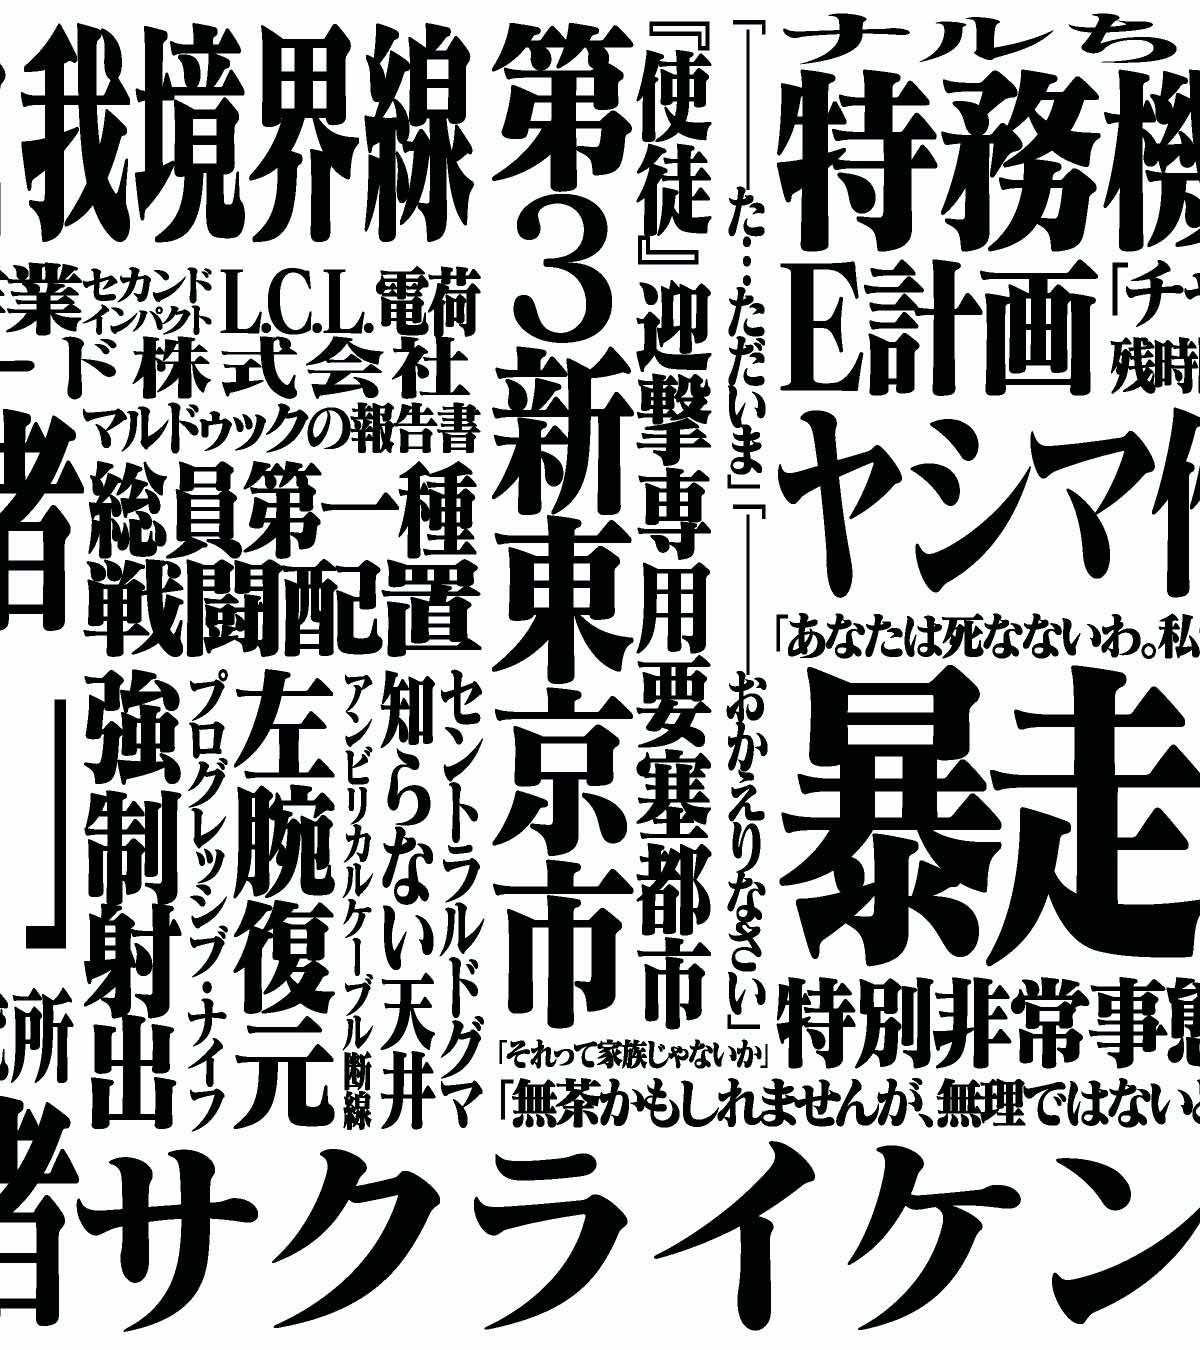 我境界線
業
セカンド
インパクト
L.C.L.
電荷
ード株式会社
マルドゥックの報告書
総員第一種
戦闘配置
者
」
所
者
強制射出
プログレッシブ・ナイフ
左腕復元
アンビリカルケーブル断線
知らない天井
セントラルドグマ
第3新東京市
『使徒』迎撃専用要塞都市
「――た…ただいま」「――おかえりなさい」
「それって家族じゃないか」
「無茶かもしれませんが、無理ではないと
ナルち
特務機
E計画
「チャ
残時
ヤシマ作
「あなたは死なないわ。私
暴走
特別非常事態
サクライケン